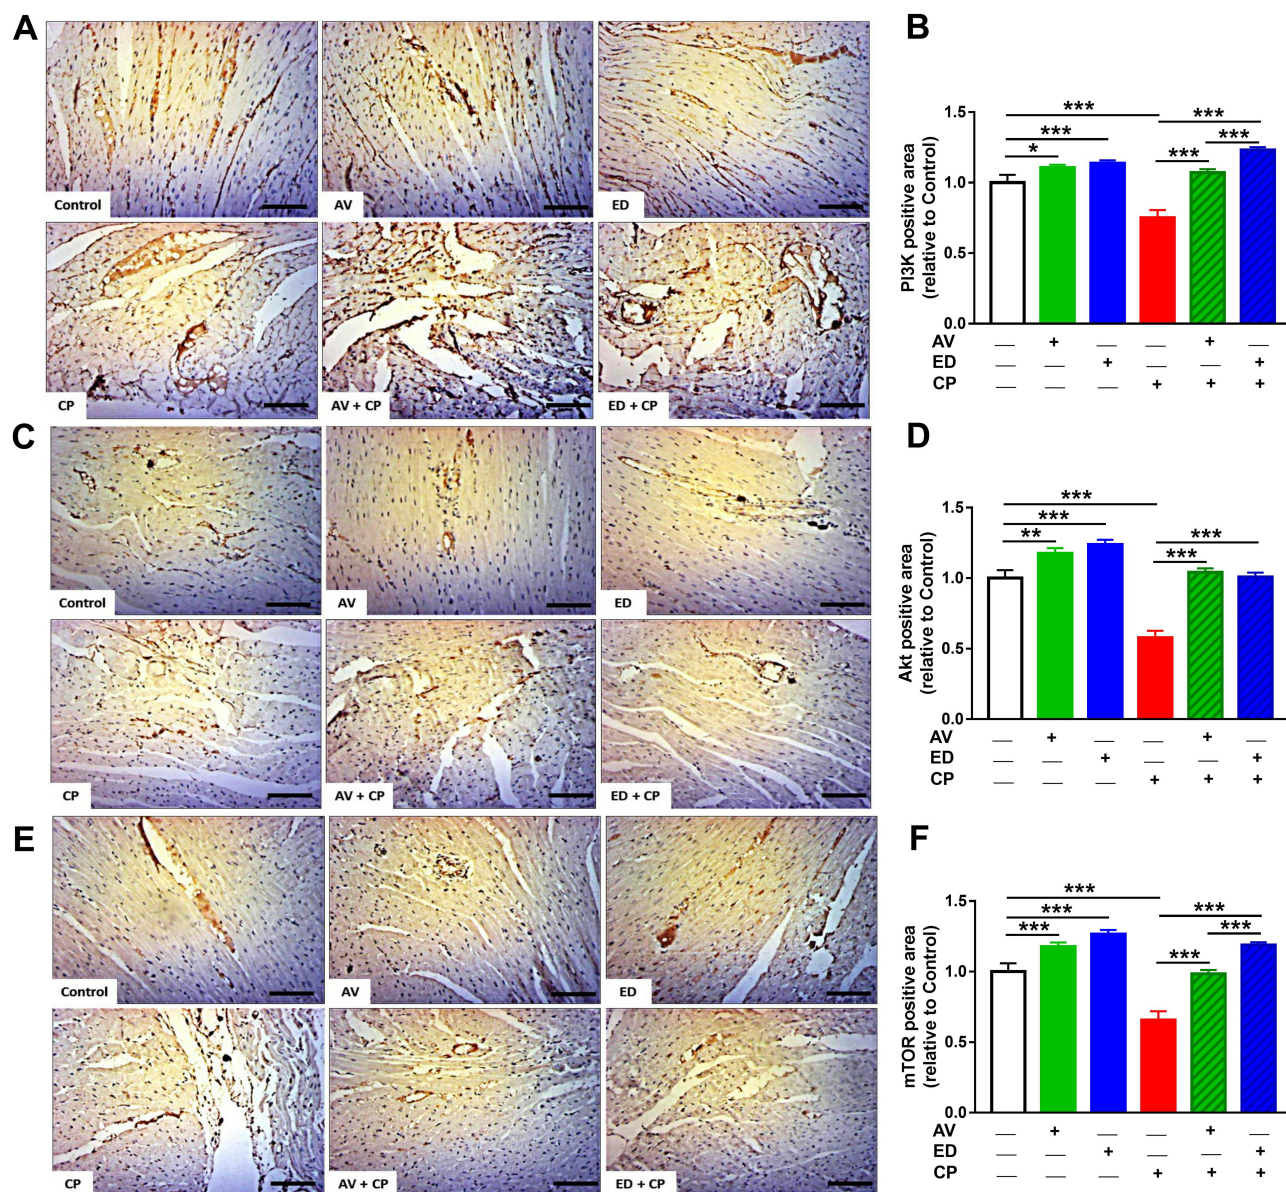 A
Control
AV
ED
CP
AV + CP
ED + CP
B
PI3K positive area
(relative to Control)
1.5
1.0
0.5
0.0
***
***
***
***
*
***
AV — + — — + —
ED — — + — — +
CP — — — + + +
C
Control
AV
ED
CP
AV + CP
ED + CP
D
Akt positive area
(relative to Control)
1.5
1.0
0.5
0.0
***
***
***
**
***
AV — + — — + —
ED — — + — — +
CP — — — + + +
E
Control
AV
ED
CP
AV + CP
ED + CP
F
mTOR positive area
(relative to Control)
1.5
1.0
0.5
0.0
***
***
***
***
***
***
AV — + — — + —
ED — — + — — +
CP — — — + + +